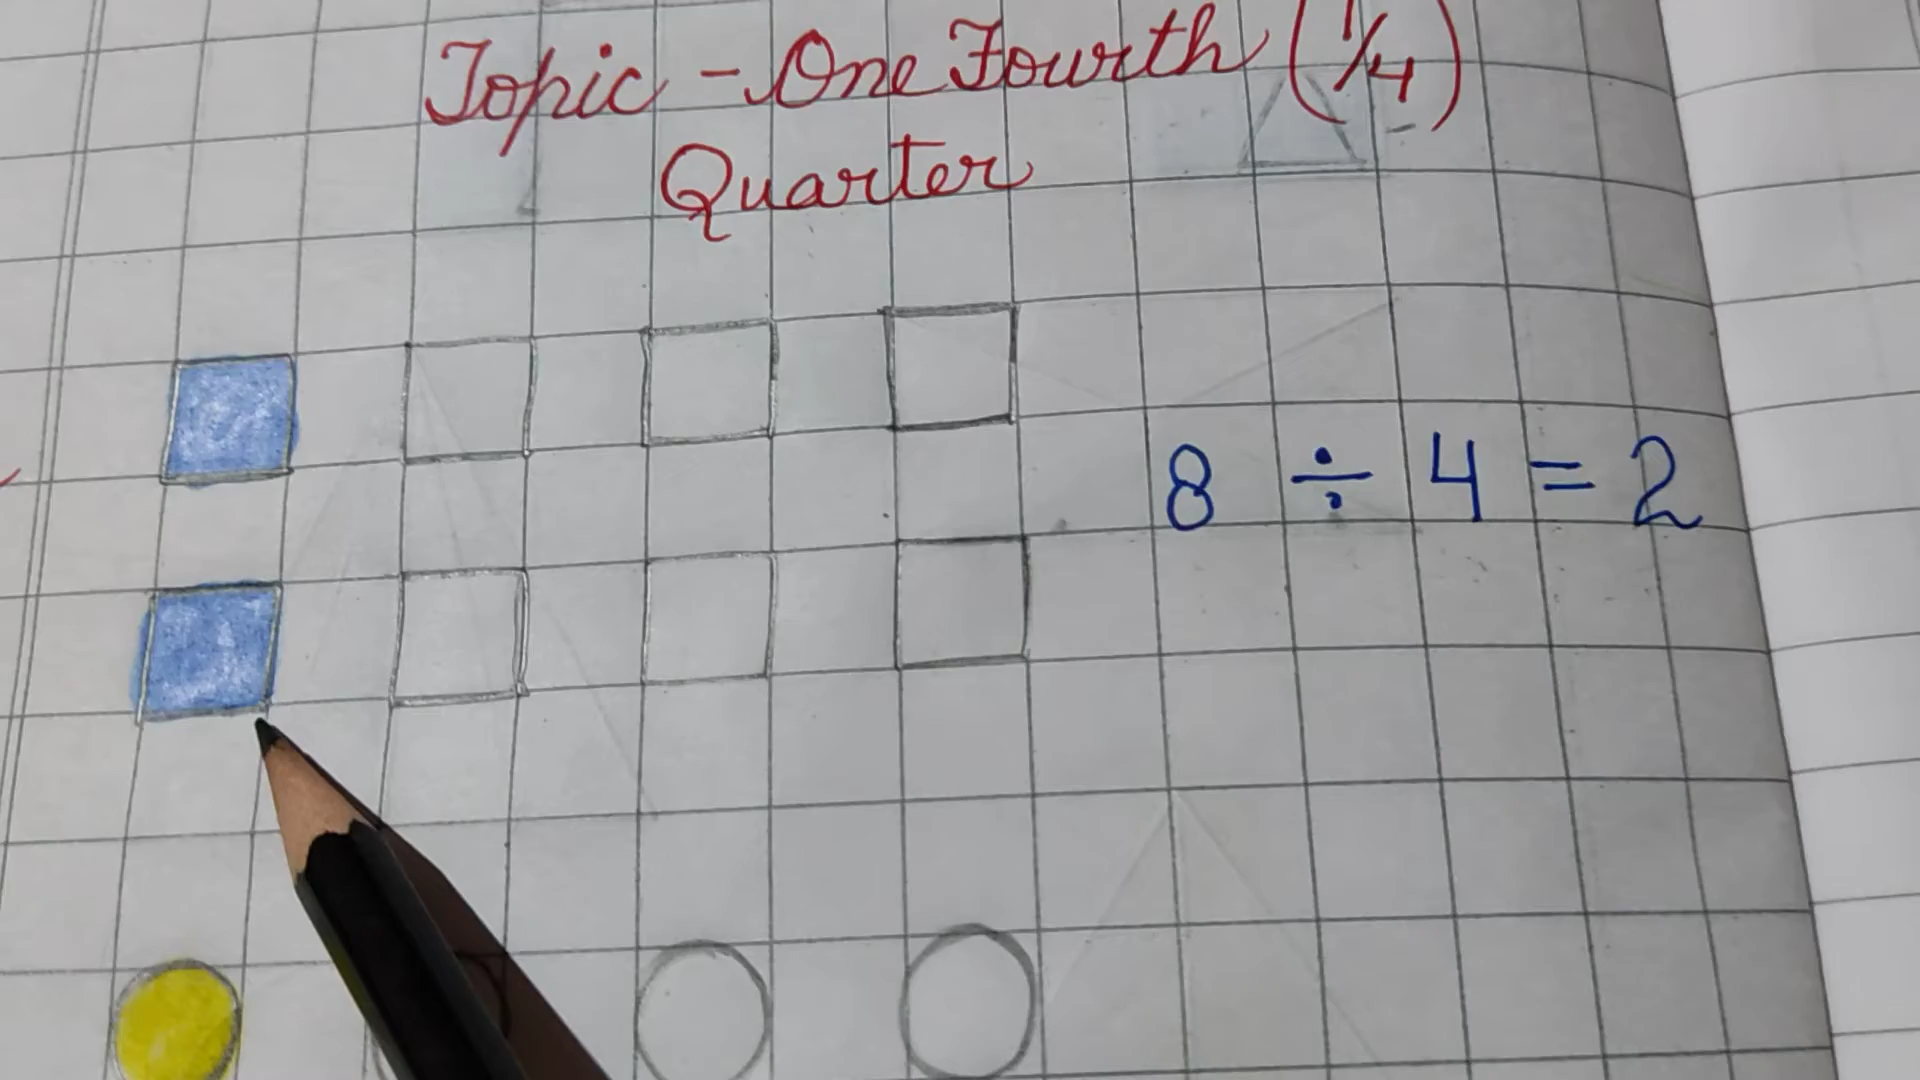 Topic - One Fourth (1/4)
Quarter
8 ÷ 4 = 2